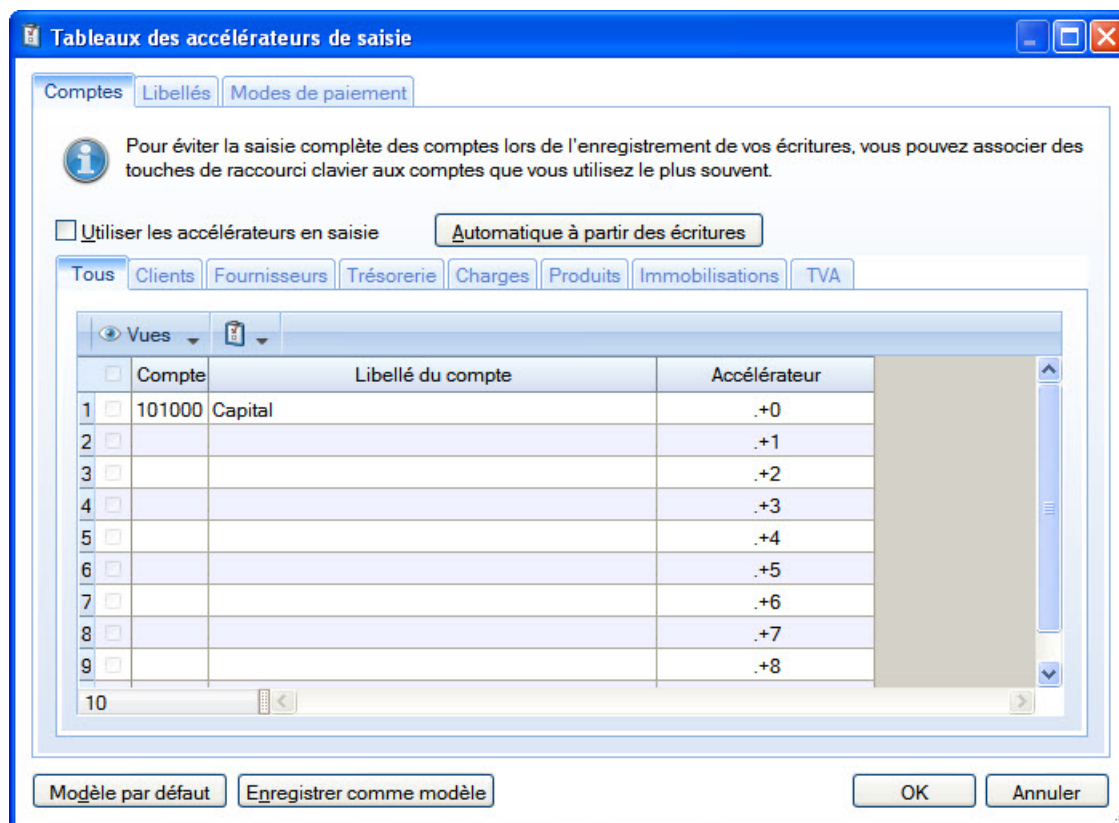 Tableaux des accélérateurs de saisie
Comptes Libellés Modes de paiement
Pour éviter la saisie complète des comptes lors de l'enregistrement de vos écritures, vous pouvez associer des
touches de raccourci clavier aux comptes que vous utilisez le plus souvent.
Utiliser les accélérateurs en saisie Automatique à partir des écritures
Tous Clients Fournisseurs Trésorerie Charges Produits Immobilisations TVA
Vues
Compte Libellé du compte Accélérateur
1 101000 Capital .+0
2 .+1
3 .+2
4 .+3
5 .+4
6 .+5
7 .+6
8 .+7
9 .+8
10
Modèle par défaut Enregistrer comme modèle OK Annuler